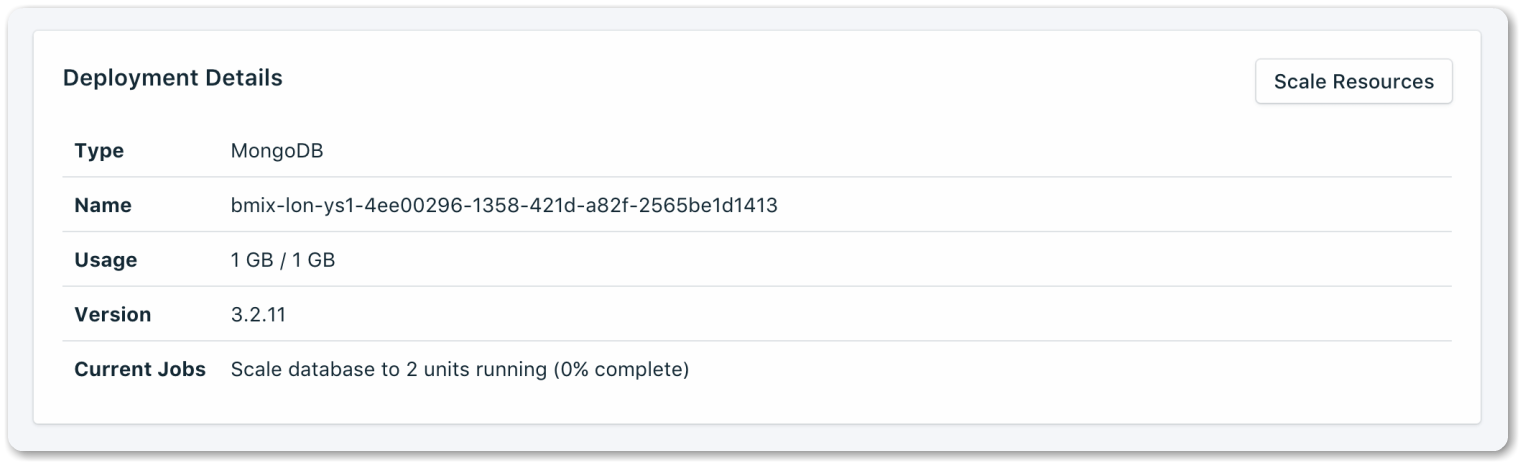 Deployment Details
Scale Resources
Type MongoDB
Name bmix-lon-ys1-4ee00296-1358-421d-a82f-2565be1d1413
Usage 1 GB / 1 GB
Version 3.2.11
Current Jobs Scale database to 2 units running (0% complete)